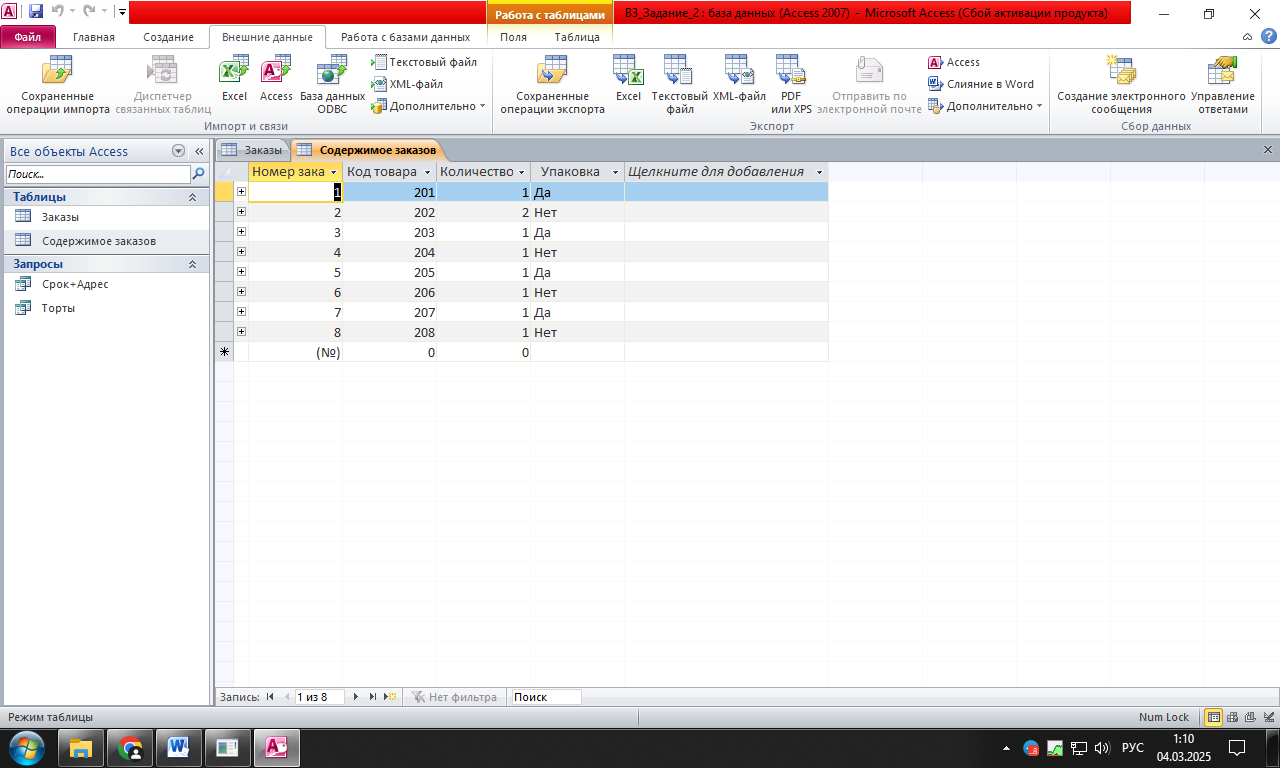 Работа с таблицами
В3_Задание_2 : база данных (Access 2007) - Microsoft Access (Сбой активации продукта)
Файл Главная Создание Внешние данные Работа с базами данных Поля Таблица
Сохраненные операции импорта
Диспетчер связанных таблиц
Excel
Access
База данных ODBC
Текстовый файл
XML-файл
Дополнительно
Импорт и связи
Сохраненные операции экспорта
Excel
Текстовый файл
XML-файл
PDF или XPS
Отправить по электронной почте
Access
Слияние в Word
Дополнительно
Экспорт
Создание электронного сообщения
Управление ответами
Сбор данных
Все объекты Access
Поиск...
Таблицы
Заказы
Содержимое заказов
Запросы
Срок+Адрес
Торты
Заказы Содержимое заказов
Номер зака Код товара Количество Упаковка Щелкните для добавления
1 201 1 Да
2 202 2 Нет
3 203 1 Да
4 204 1 Нет
5 205 1 Да
6 206 1 Нет
7 207 1 Да
8 208 1 Нет
(№) 0 0
Запись: 1 из 8 Нет фильтра Поиск
Режим таблицы Num Lock
РУС
1:10
04.03.2025